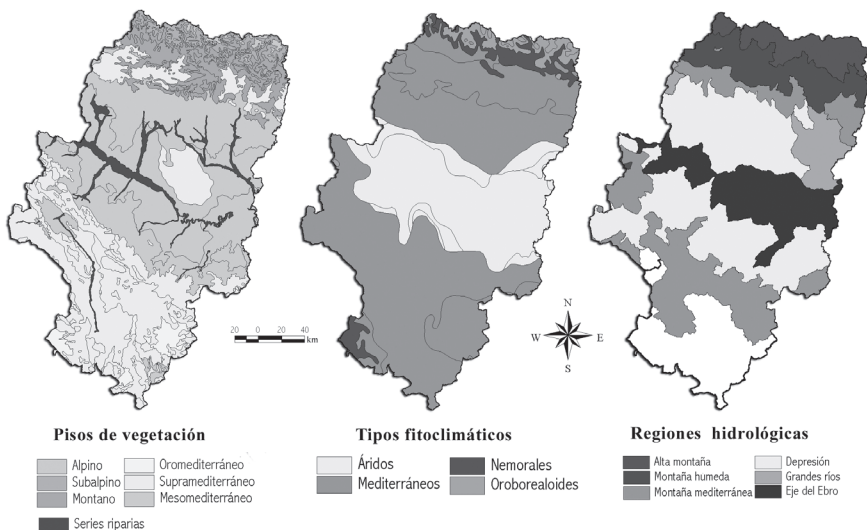 20 0 20 40
km
N
W E
S
Pisos de vegetación
Alpino
Subalpino
Montano
Oromediterráneo
Supramediterráneo
Mesomediterráneo
Series riparias
Tipos fitoclimáticos
Áridos
Mediterráneos
Nemorales
Oroborealoides
Regiones hidrológicas
Alta montaña
Montaña humeda
Montaña mediterránea
Depresión
Grandes ríos
Eje del Ebro